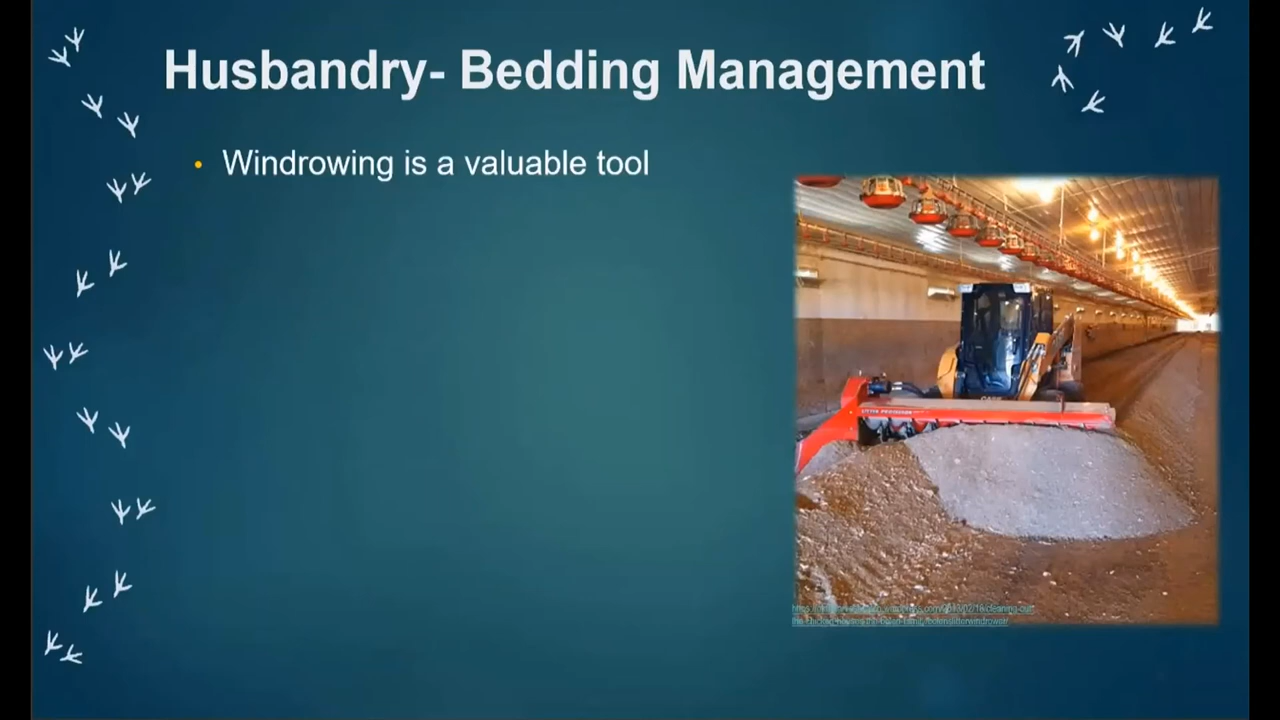 Husbandry- Bedding Management
• Windrowing is a valuable tool